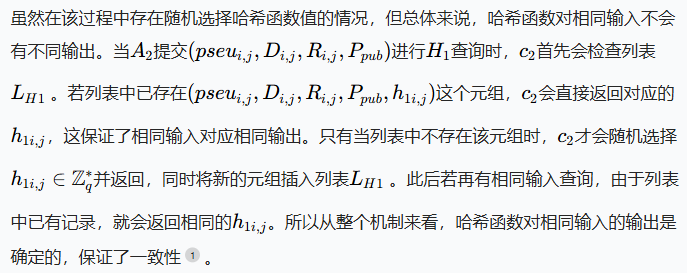 虽然在该过程中存在随机选择哈希函数值的情况，但总体来说，哈希函数对相同输入不会
有不同输出。当$A_2$提交$(pseu_{i,j}, D_{i,j}, R_{i,j}, P_{pub})$进行$H_1$查询时，$c_2$首先会检查列表
$L_{H1}$ 。若列表中已存在$(pseu_{i,j}, D_{i,j}, R_{i,j}, P_{pub}, h_{1i,j})$这个元组，$c_2$会直接返回对应的
$h_{1i,j}$，这保证了相同输入对应相同输出。只有当列表中不存在该元组时，$c_2$才会随机选择
$h_{1i,j} \in \mathbb{Z}_q^*$并返回，同时将新的元组插入列表$L_{H1}$ 。此后若再有相同输入查询，由于列表
中已有记录，就会返回相同的$h_{1i,j}$。所以从整个机制来看，哈希函数对相同输入的输出是
确定的，保证了一致性 1 。